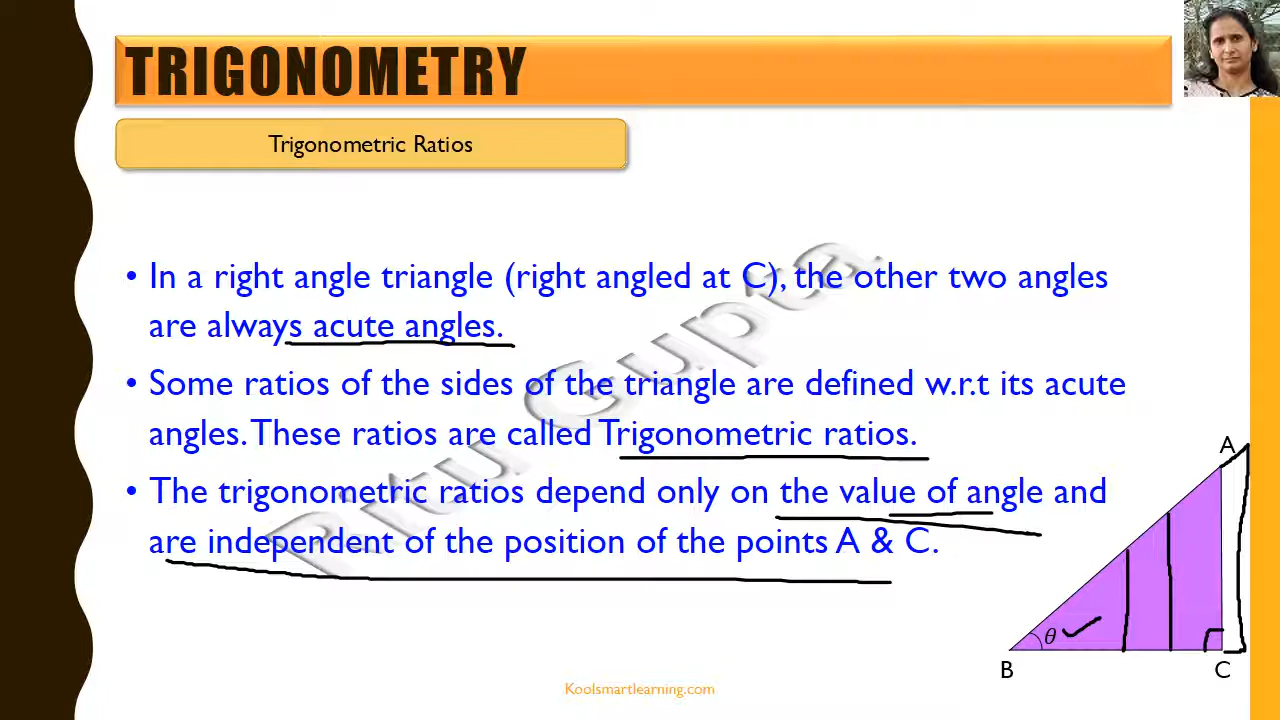 TRIGONOMETRY
Trigonometric Ratios
• In a right angle triangle (right angled at C), the other two angles
are always acute angles.
• Some ratios of the sides of the triangle are defined w.r.t its acute
angles. These ratios are called Trigonometric ratios.
• The trigonometric ratios depend only on the value of angle and
are independent of the position of the points A & C.
Ritu Gupta
A
θ
B
C
Koolsmartlearning.com